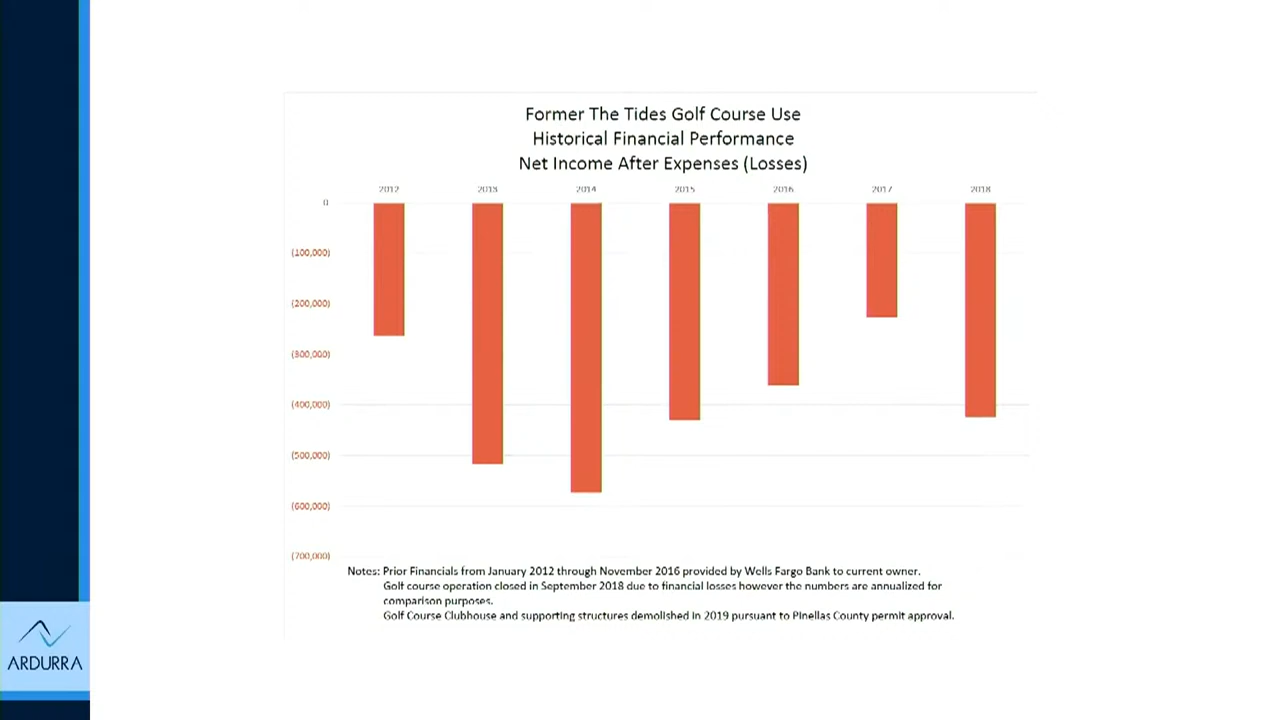 Former The Tides Golf Course Use
Historical Financial Performance
Net Income After Expenses (Losses)
2012 2013 2014 2015 2016 2017 2018
0
(100,000)
(200,000)
(300,000)
(400,000)
(500,000)
(600,000)
(700,000)
Notes: Prior Financials from January 2012 through November 2016 provided by Wells Fargo Bank to current owner.
Golf course operation closed in September 2018 due to financial losses however the numbers are annualized for
comparison purposes.
Golf Course Clubhouse and supporting structures demolished in 2019 pursuant to Pinellas County permit approval.
ARDURRA